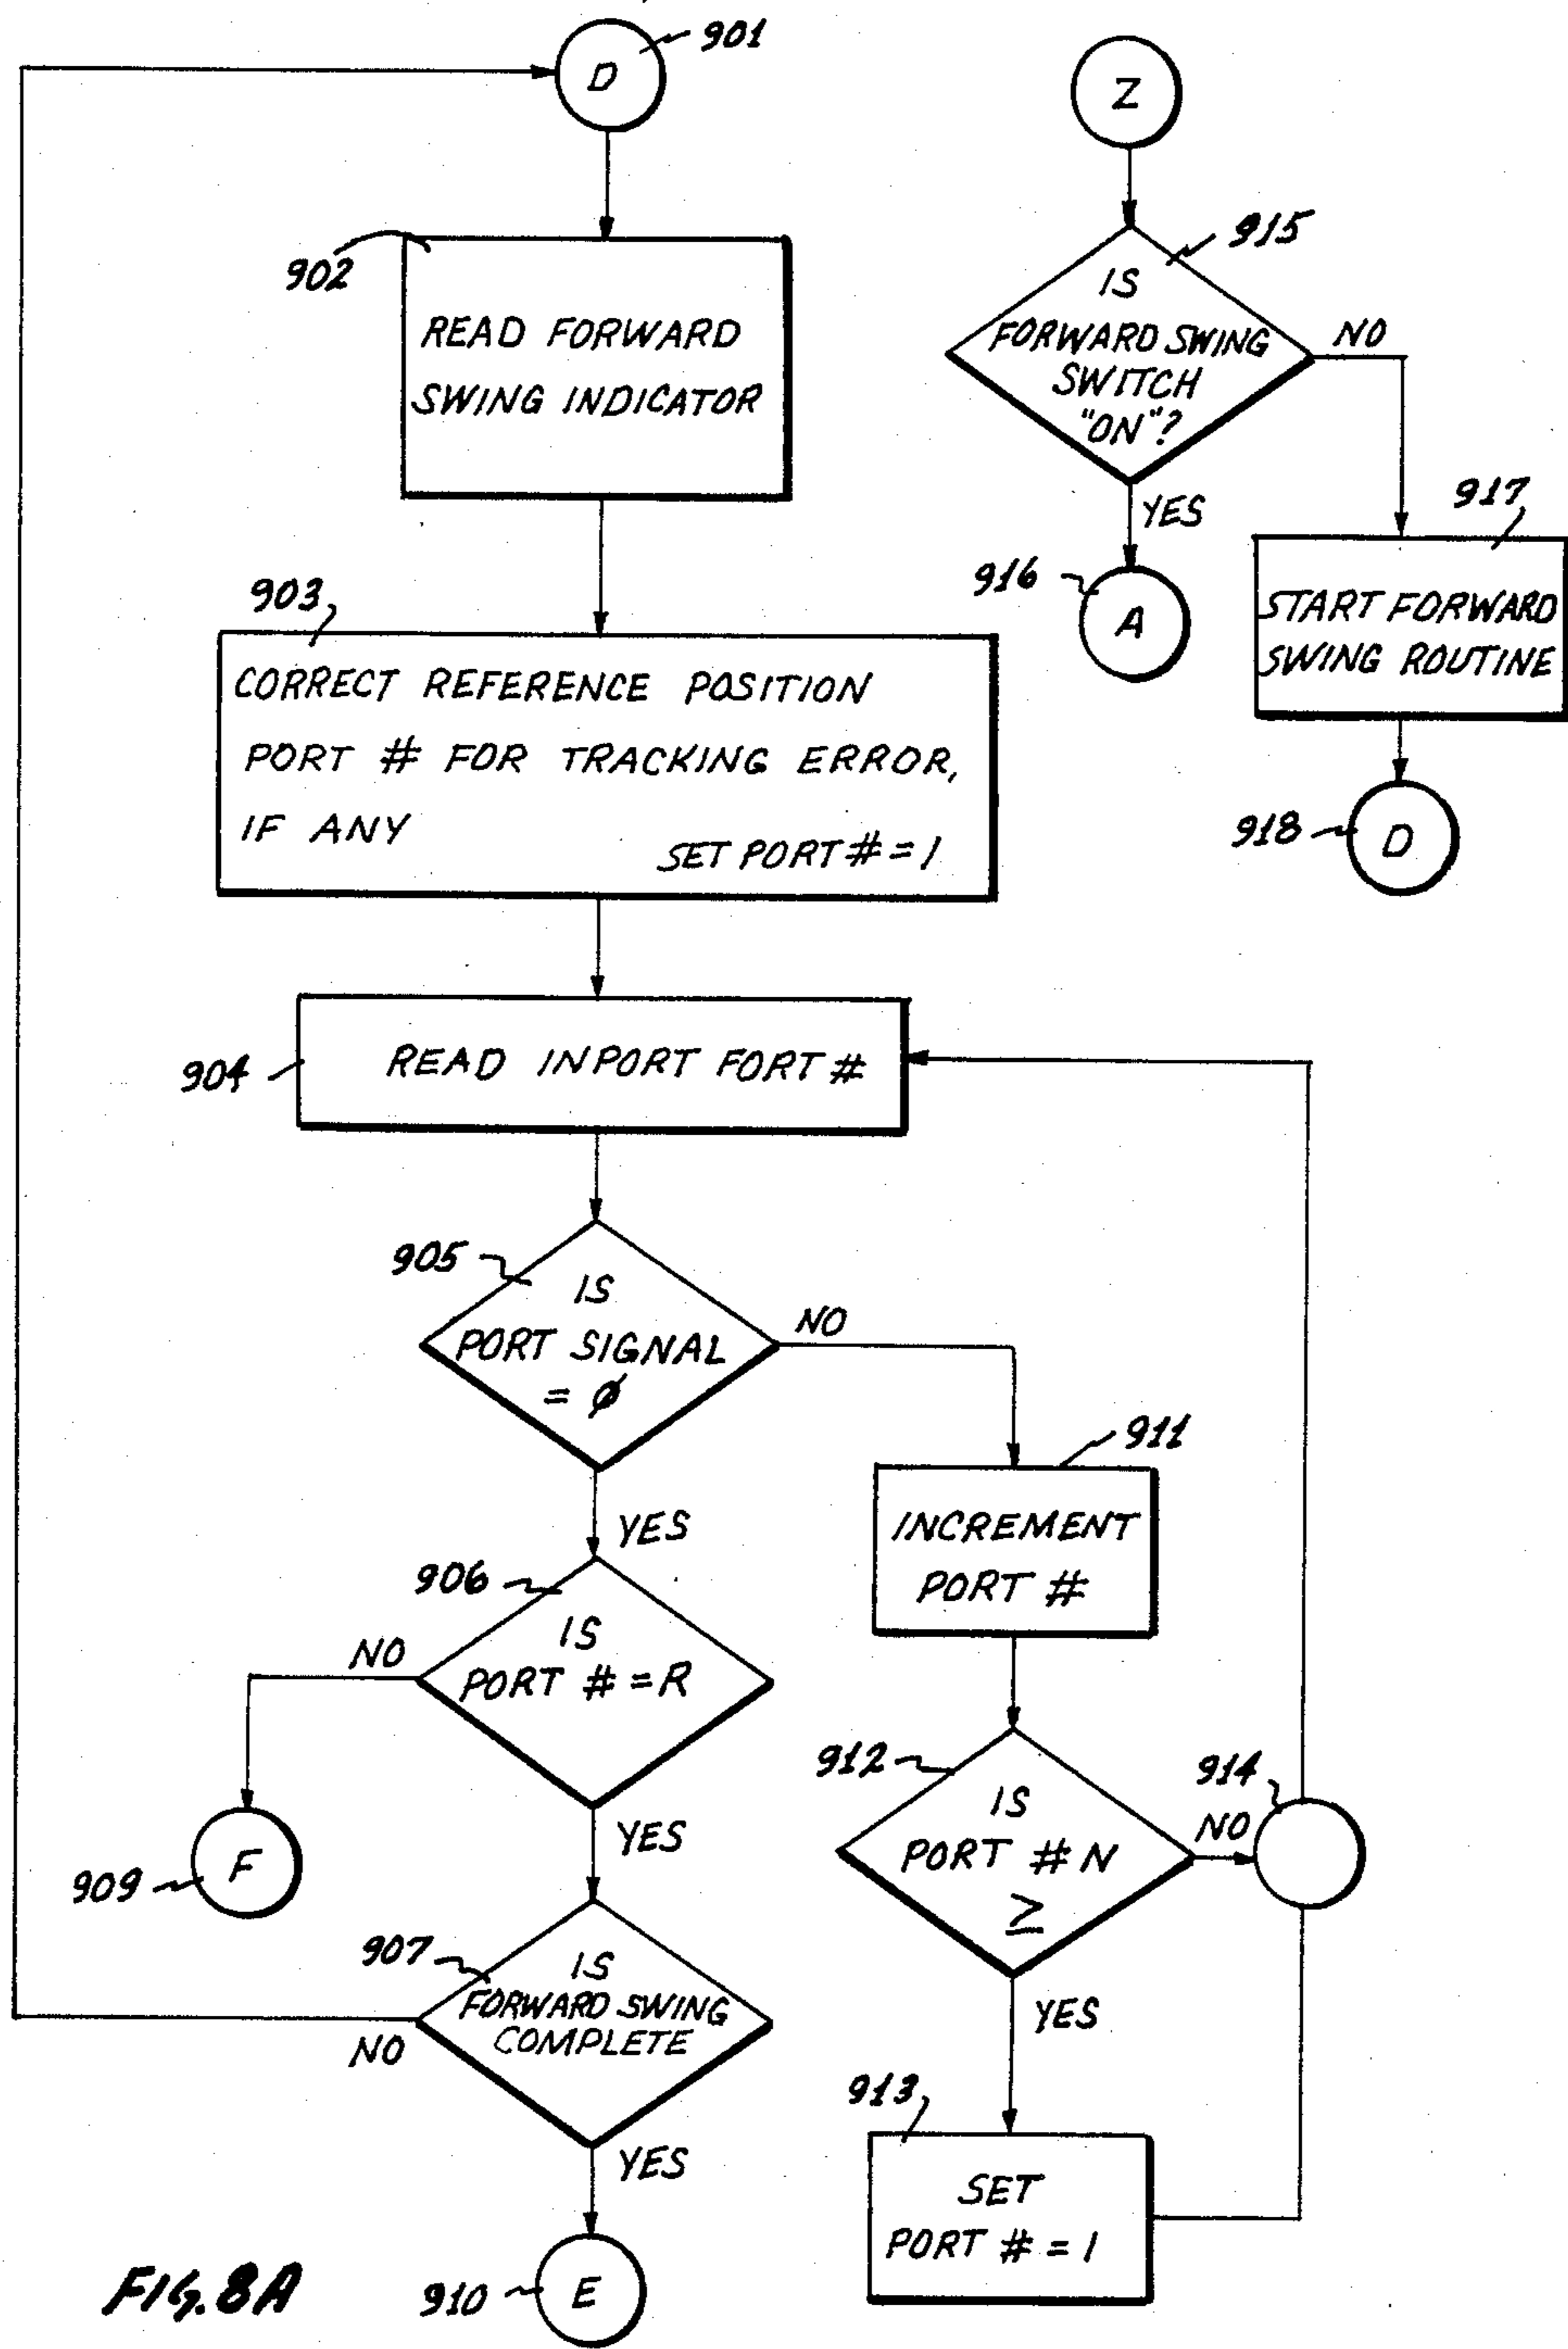 D
901
902
READ FORWARD
SWING INDICATOR
903
CORRECT REFERENCE POSITION
PORT # FOR TRACKING ERROR,
IF ANY
SET PORT # = 1
904
READ INPORT FORT #
905
IS
PORT SIGNAL
= Ø
NO
YES
906
IS
PORT # = R
NO
909
F
YES
907
IS
FORWARD SWING
COMPLETE
NO
YES
910
E
911
INCREMENT
PORT #
912
IS
PORT # N
≥
NO
914
YES
913
SET
PORT # = 1
Z
915
IS
FORWARD SWING
SWITCH
"ON"?
NO
YES
916
A
917
START FORWARD
SWING ROUTINE
918
D
FIG. 8A